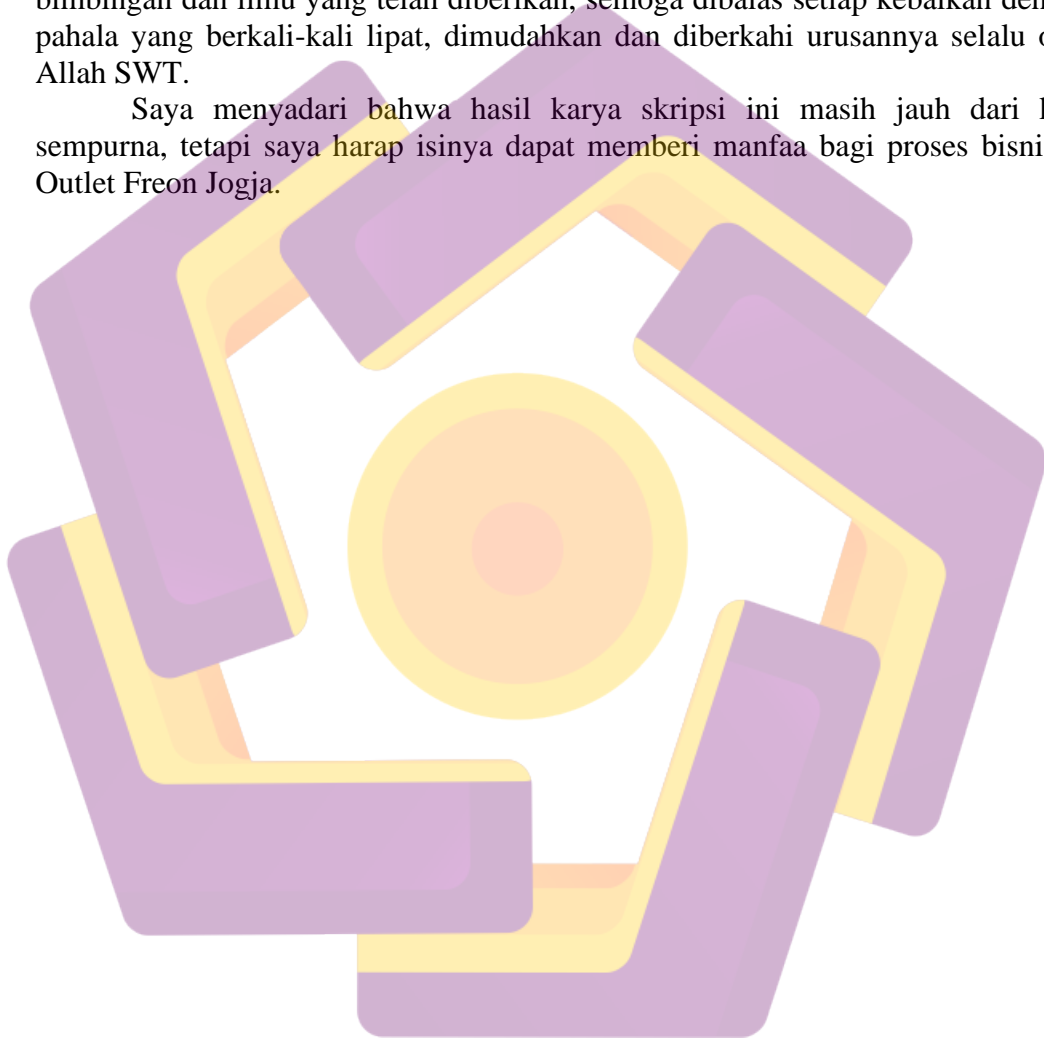 bimbingan dan ilmu yang telah diberikan, semoga dibalas setiap kebaikan
pahala yang berkali-kali lipat, dimudahkan dan diberkahi urusannya selalu
Allah SWT.
Saya menyadari bahwa hasil karya skripsi ini masih jauh dari
sempurna, tetapi saya harap isinya dapat memberi manfaa bagi proses
Outlet Freon Jogja.